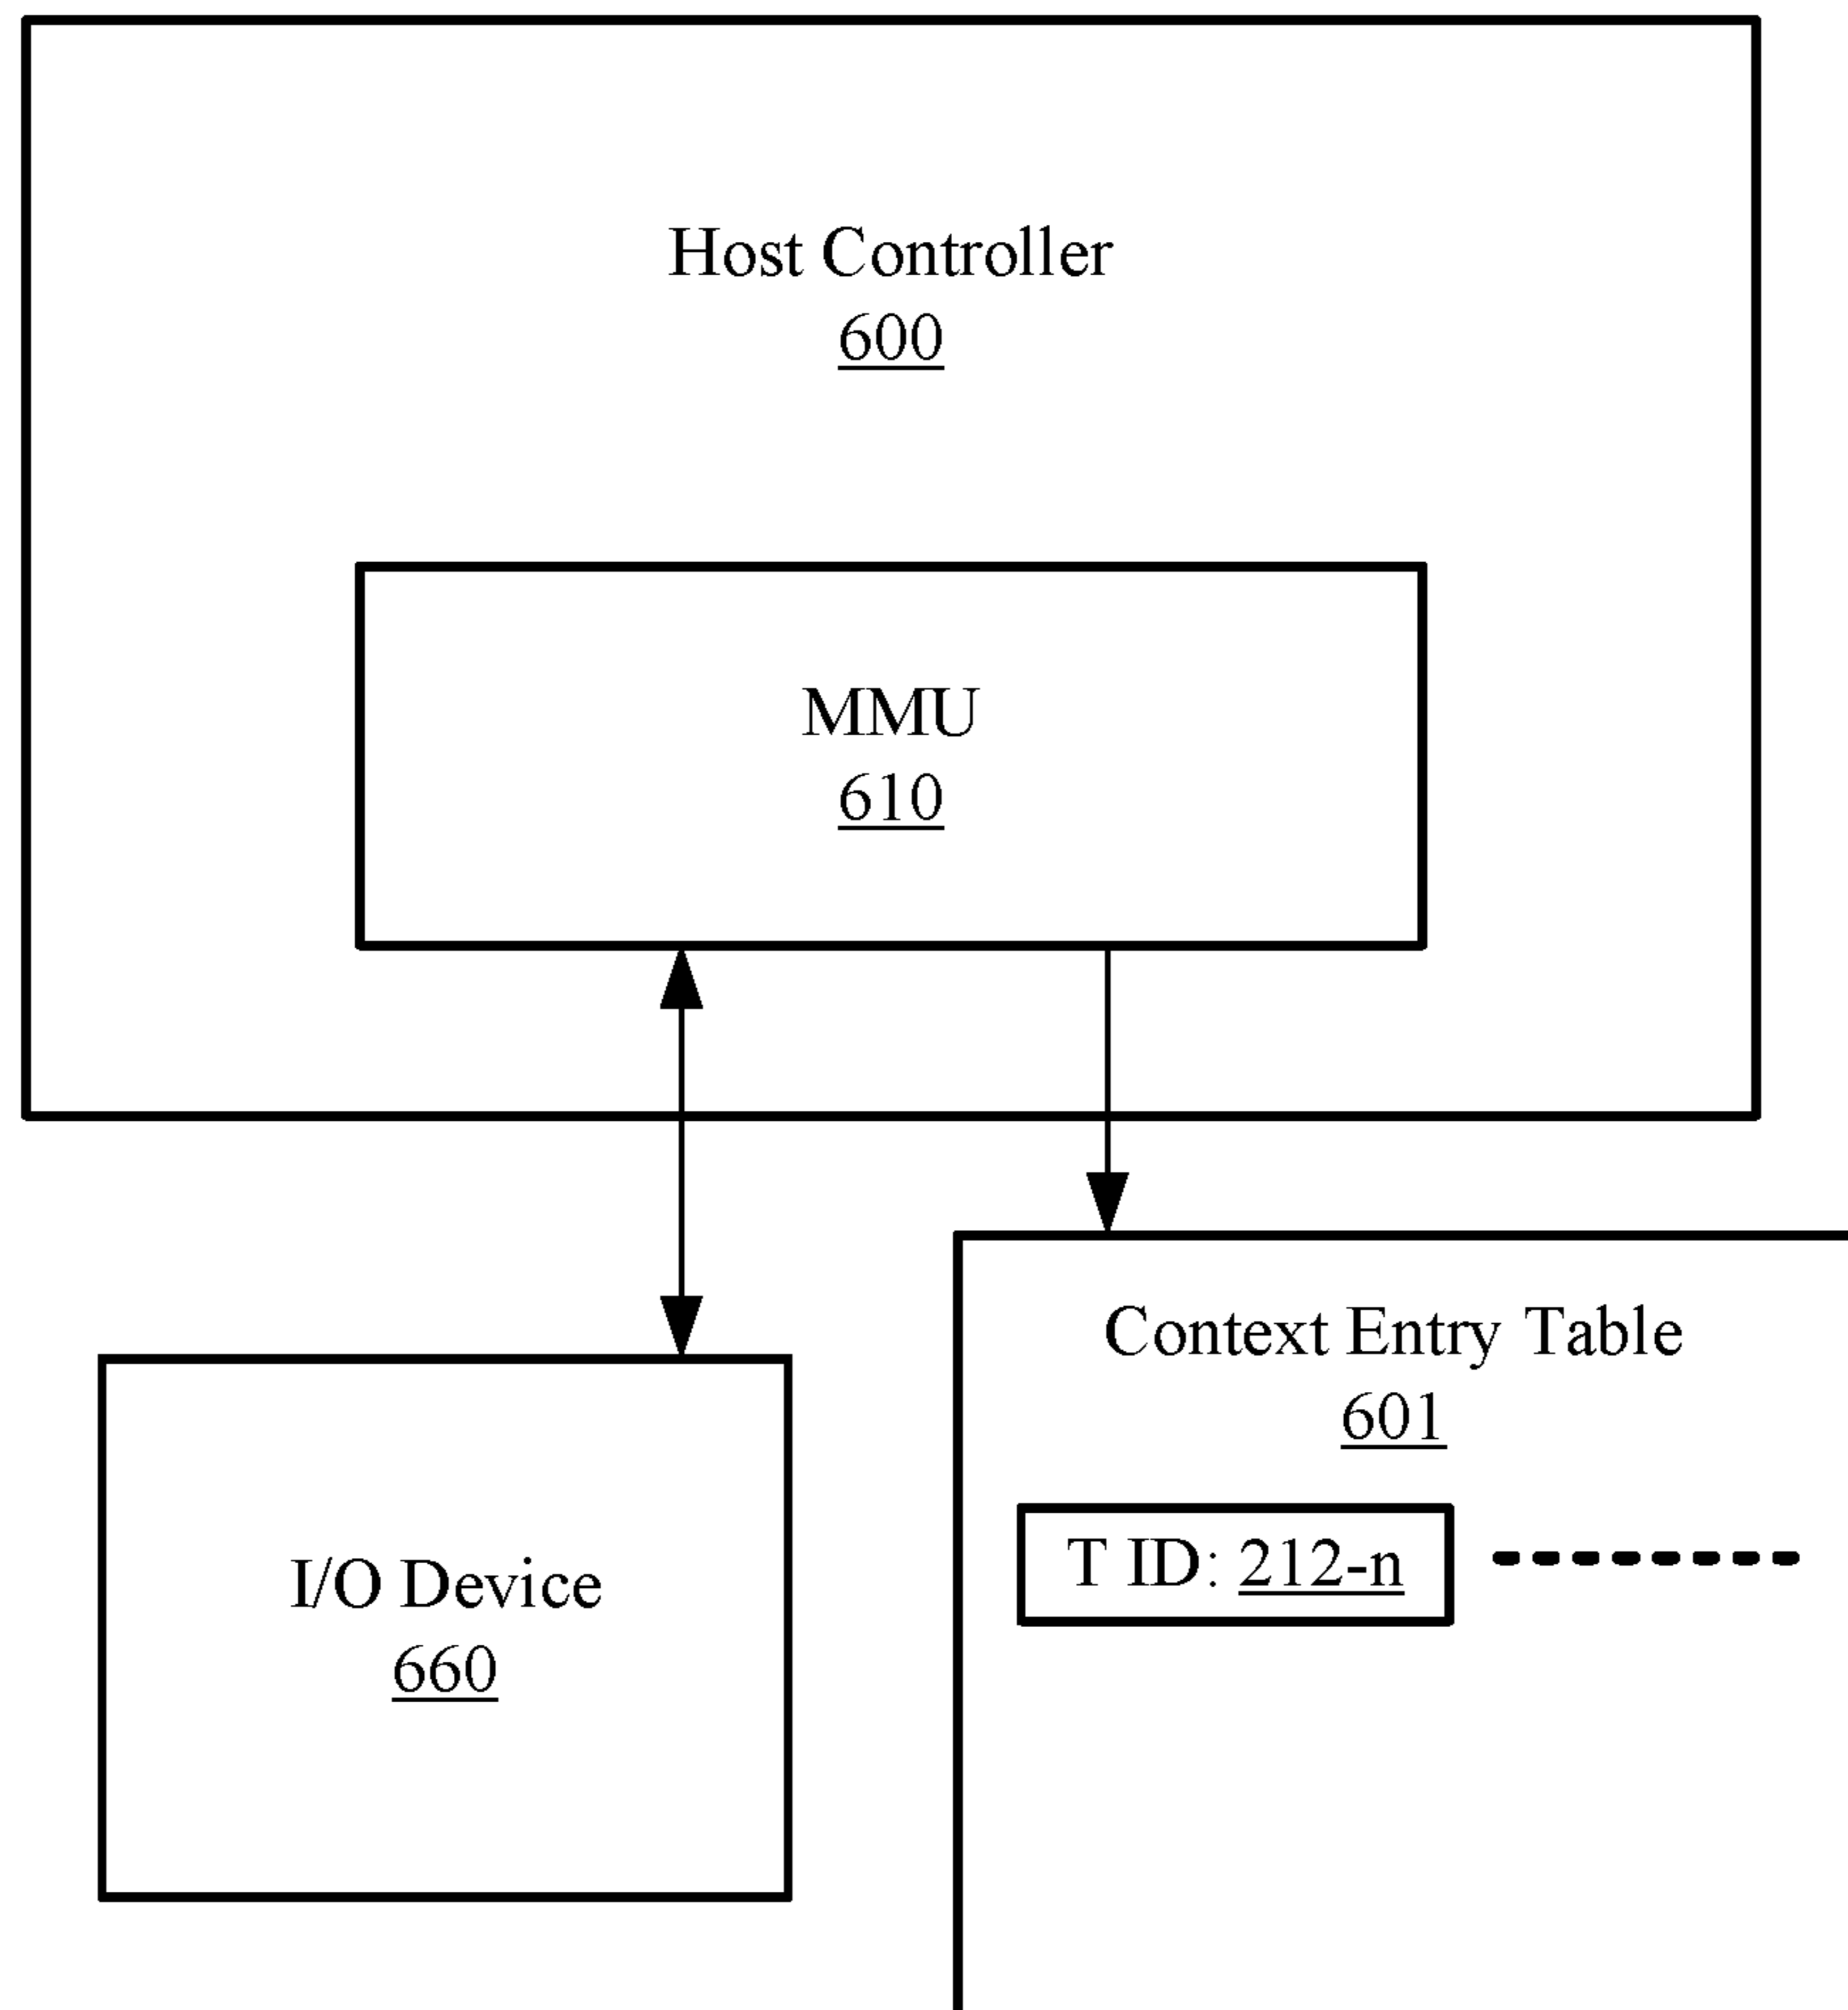 Host Controller
600
MMU
610
Context Entry Table
601
T ID: 212-n
I/O Device
660